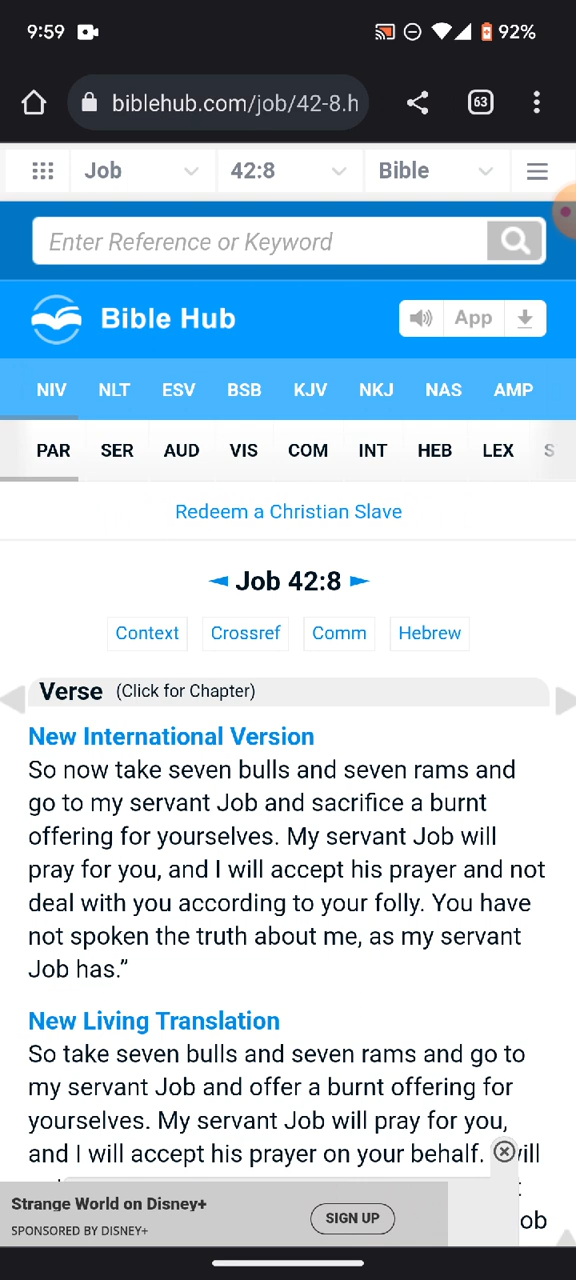 9:59 92%
biblehub.com/job/42-8.h 63
Job 42:8 Bible
Enter Reference or Keyword
Bible Hub App
NIV NLT ESV BSB KJV NKJ NAS AMP
PAR SER AUD VIS COM INT HEB LEX S
Redeem a Christian Slave
◄ Job 42:8 ►
Context Crossref Comm Hebrew
Verse (Click for Chapter)
New International Version
So now take seven bulls and seven rams and
go to my servant Job and sacrifice a burnt
offering for yourselves. My servant Job will
pray for you, and I will accept his prayer and not
deal with you according to your folly. You have
not spoken the truth about me, as my servant
Job has.”
New Living Translation
So take seven bulls and seven rams and go to
my servant Job and offer a burnt offering for
yourselves. My servant Job will pray for you,
and I will accept his prayer on your behalf.
Strange World on Disney+
SPONSORED BY DISNEY+
SIGN UP